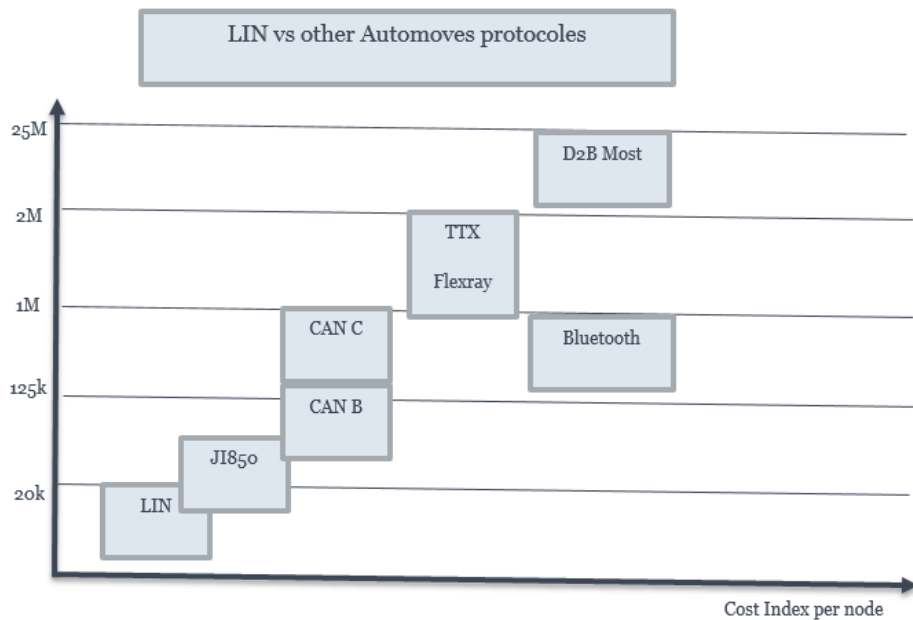 LIN vs other Automoves protocoles
25M
D2B Most
2M
TTX
Flexray
1M
CAN C
Bluetooth
125k
CAN B
JI850
20k
LIN
Cost Index per node